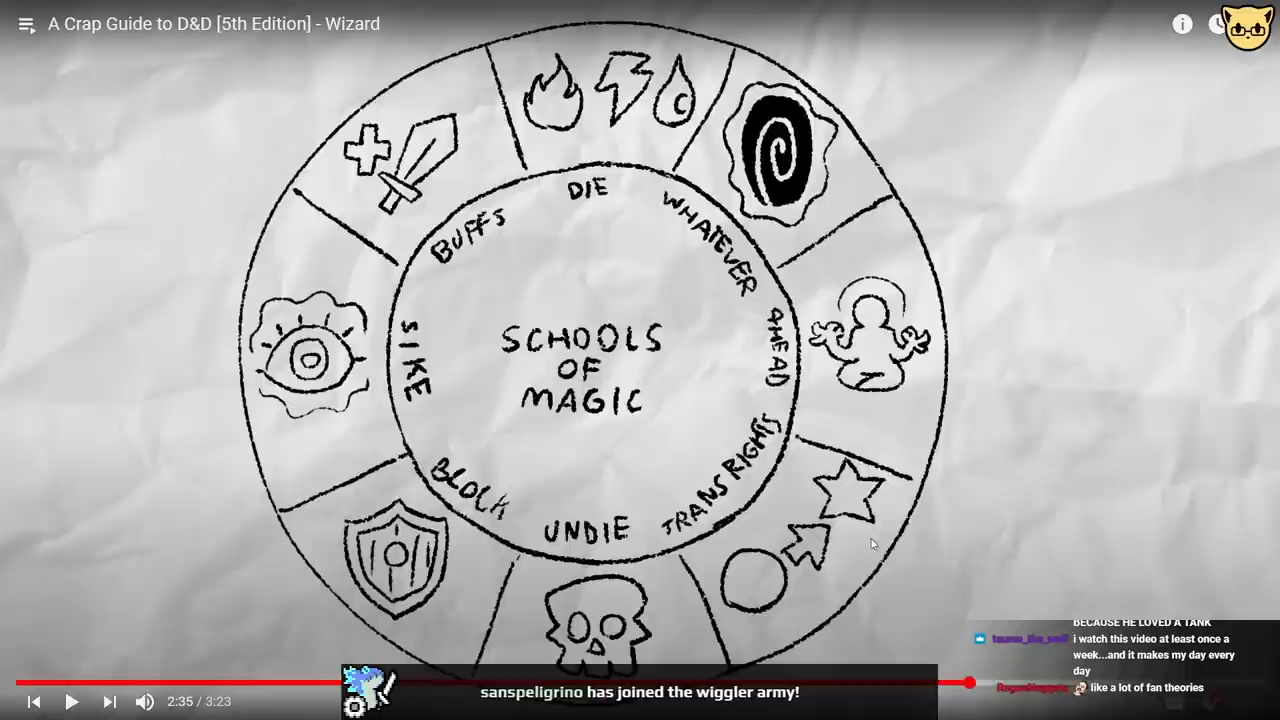 A Crap Guide to D&D [5th Edition] - Wizard
DIE
BUFFS
WHATEVER
SIKE
SCHOOLS
OF
MAGIC
AHEAD
BLOCK
UNDIE
TRANS RIGHTS
BECAUSE HE LOVED A TANK
i watch this video at least once a
week...and it makes my day every
day
like a lot of fan theories
sanspeligrino has joined the wiggler army!
2:35 / 3:23